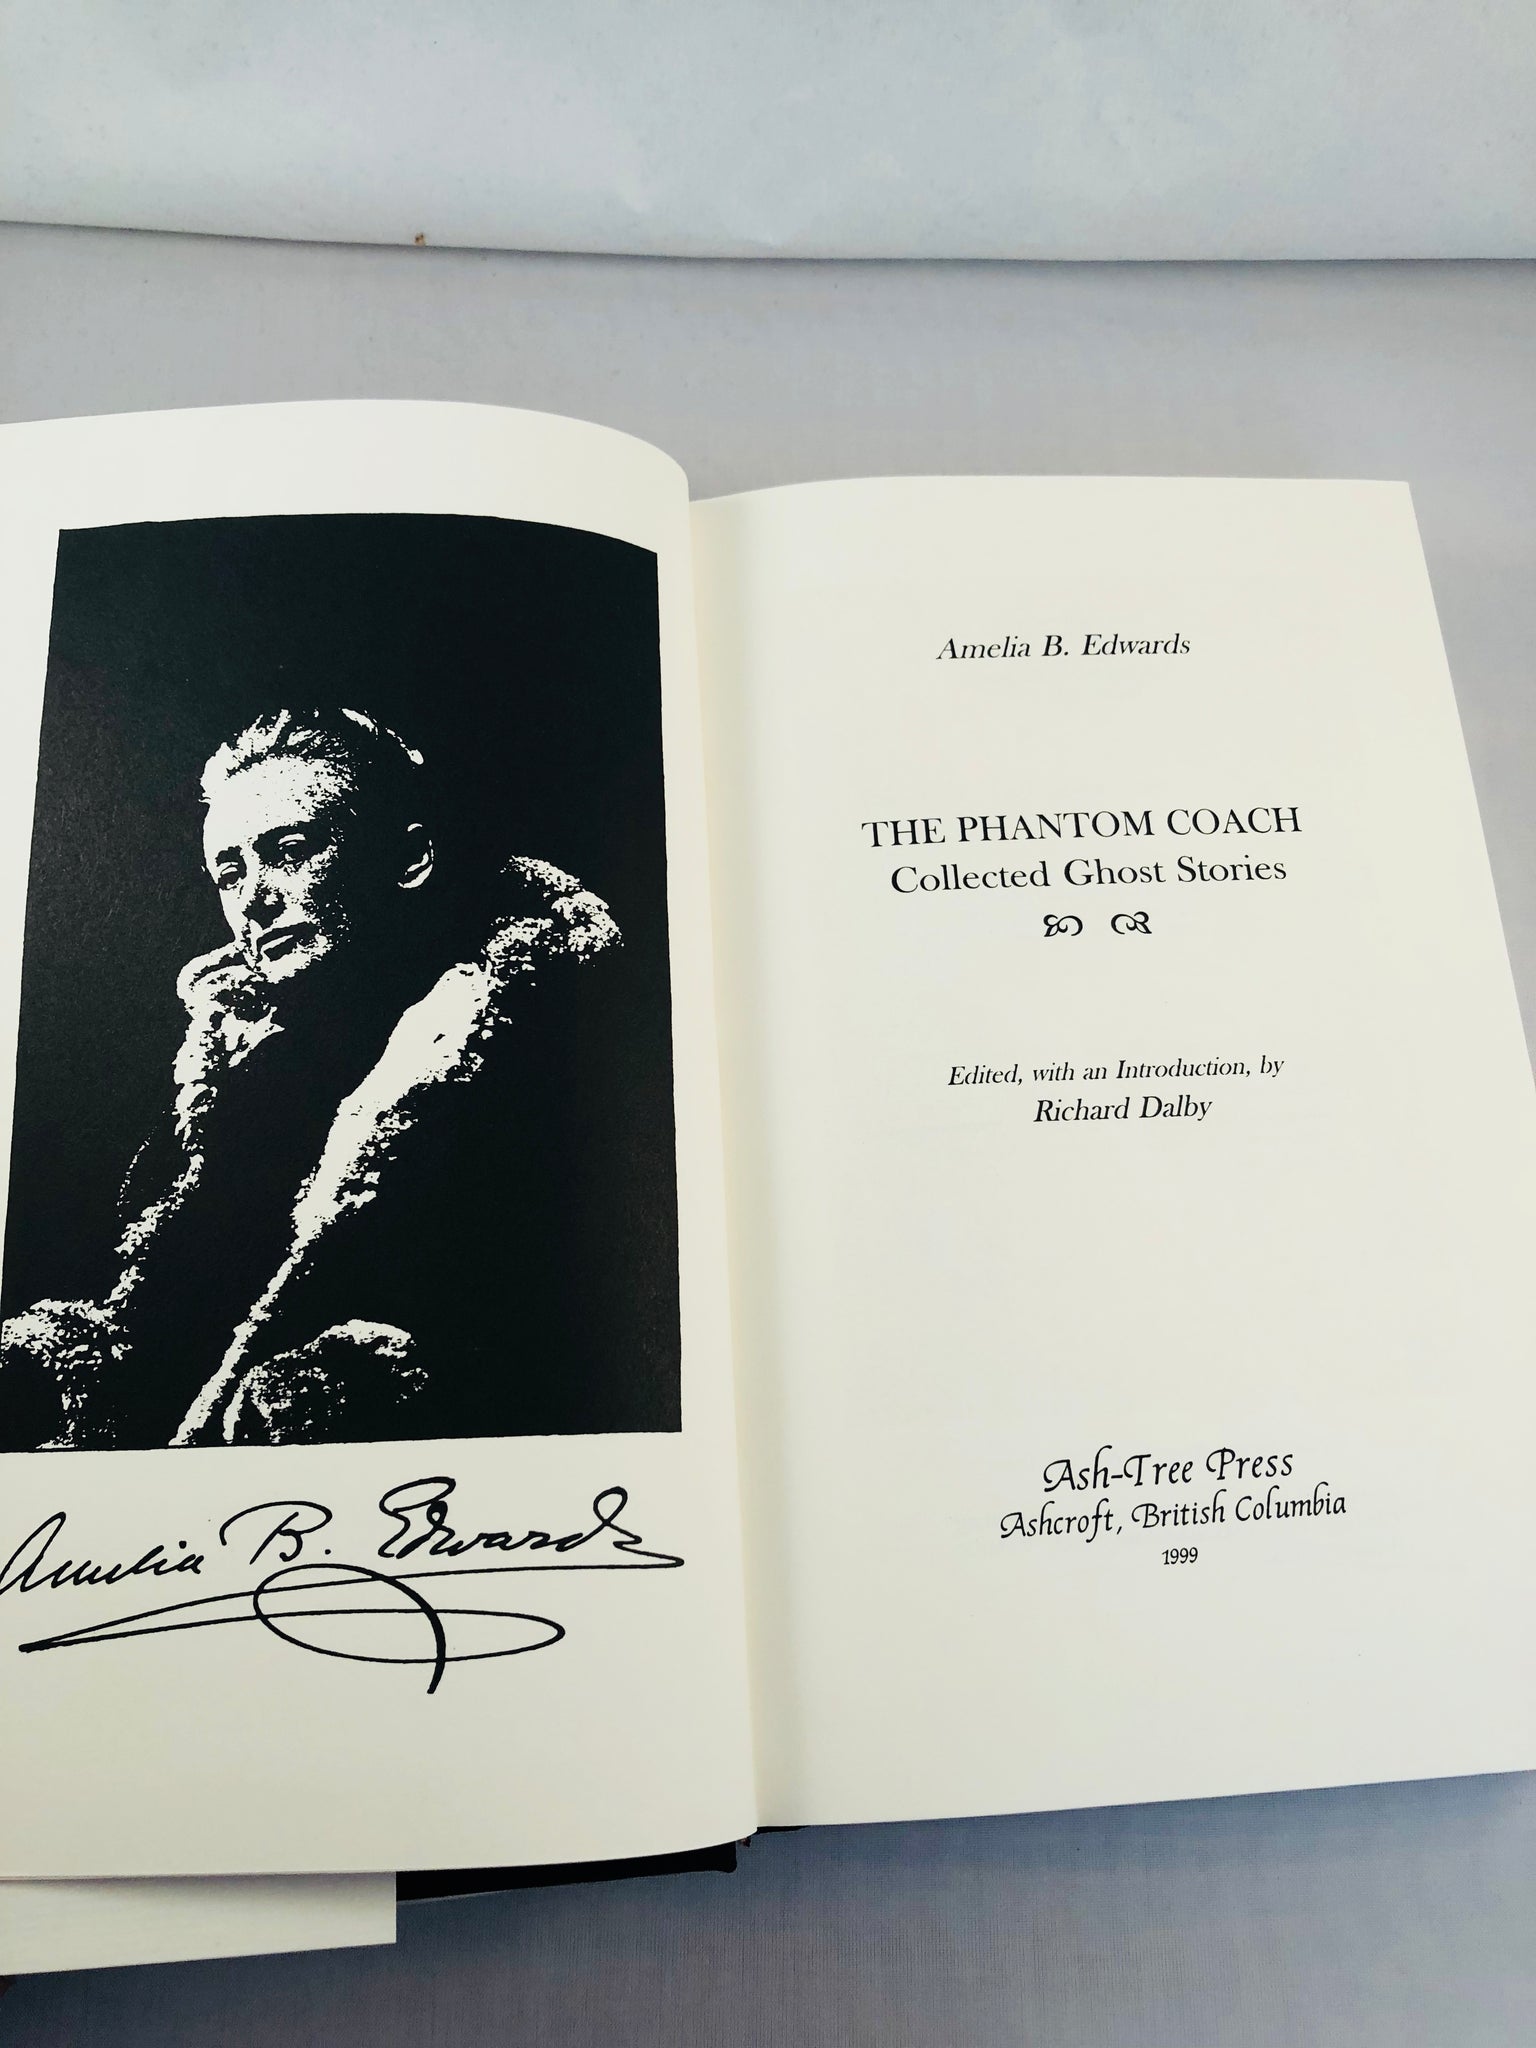 Amelia B. Edwards
Amelia B. Edwards
THE PHANTOM COACH
Collected Ghost Stories
Edited, with an Introduction, by
Richard Dalby
Ash-Tree Press
Ashcroft, British Columbia
1999